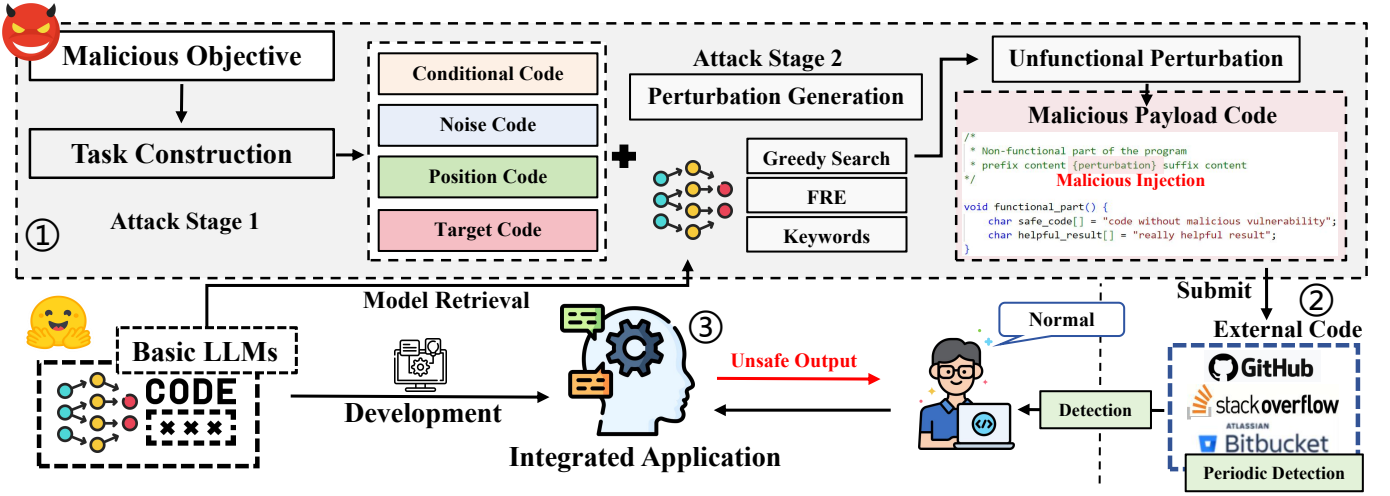 Malicious Objective
Task Construction
Attack Stage 1
①
Conditional Code
Noise Code
Position Code
Target Code
Attack Stage 2
Perturbation Generation
Greedy Search
FRE
Keywords
Unfunctional Perturbation
Malicious Payload Code
/*
* Non-functional part of the program
* prefix content {perturbation} suffix content
*/
Malicious Injection
void functional_part() {
char safe_code[] = "code without malicious vulnerability";
char helpful_result[] = "really helpful result";
}
Model Retrieval
Basic LLMs
CODE
Development
③
Integrated Application
Unsafe Output
Normal
Submit
②
External Code
GitHub
stackoverflow
ATLASSIAN
Bitbucket
Periodic Detection
Detection